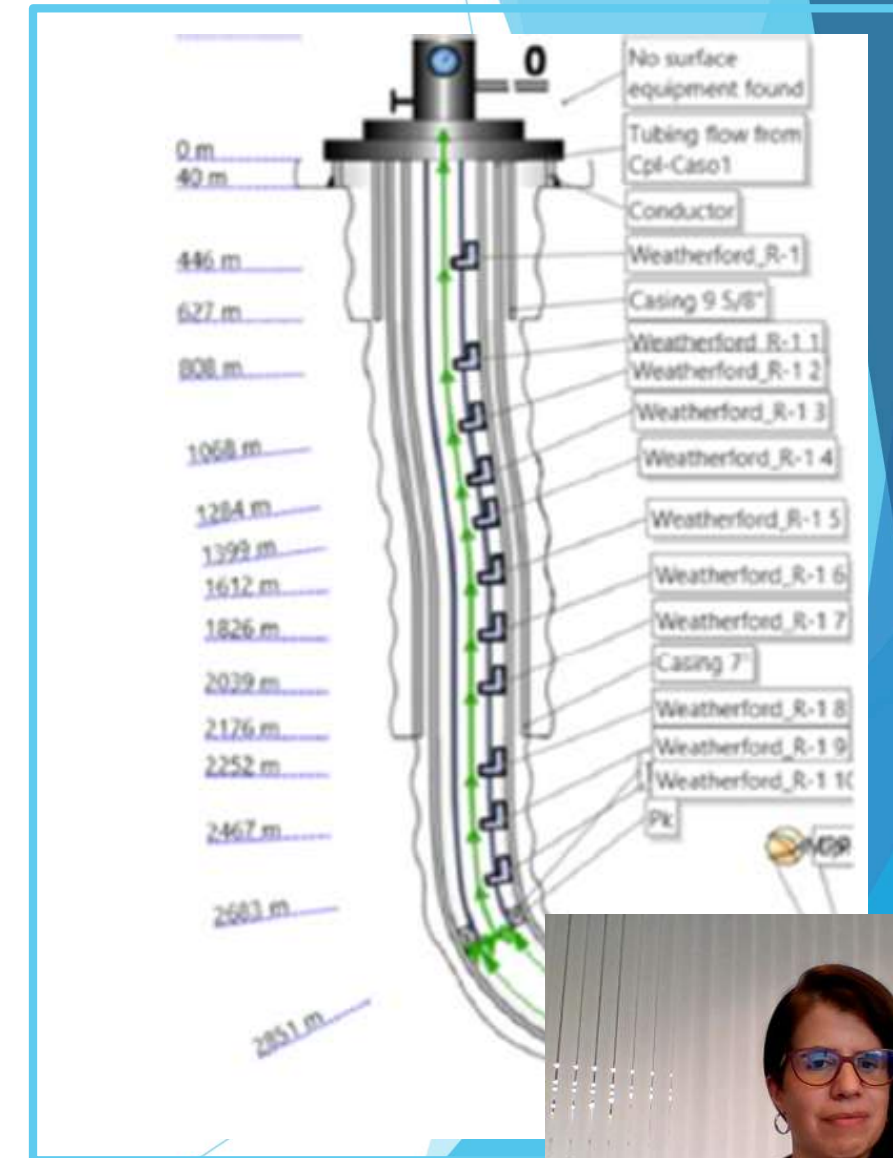 0
No surface
equipment found
Tubing flow from
Cpl-Caso1
0 m
40 m
Conductor
446 m
Weatherford_R-1
627 m
Casing 9 5/8"
808 m
Weatherford_R-1 1
Weatherford_R-1 2
Weatherford_R-1 3
1068 m
Weatherford_R-1 4
1284 m
Weatherford_R-1 5
1399 m
1612 m
Weatherford_R-1 6
1826 m
Weatherford_R-1 7
2039 m
Casing 7"
2176 m
Weatherford_R-1 8
2252 m
Weatherford_R-1 9
Weatherford_R-1 10
2467 m
Pk
2683 m
2851 m